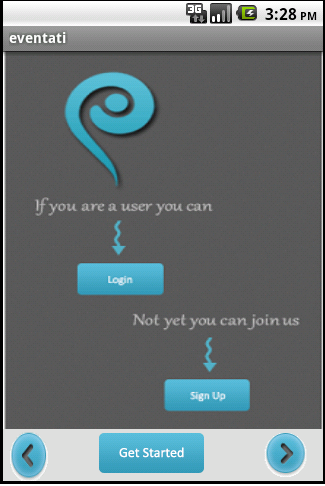 3G 3:28 PM
eventati
If you are a user you can
Login
Not yet you can join us
Sign Up
Get Started